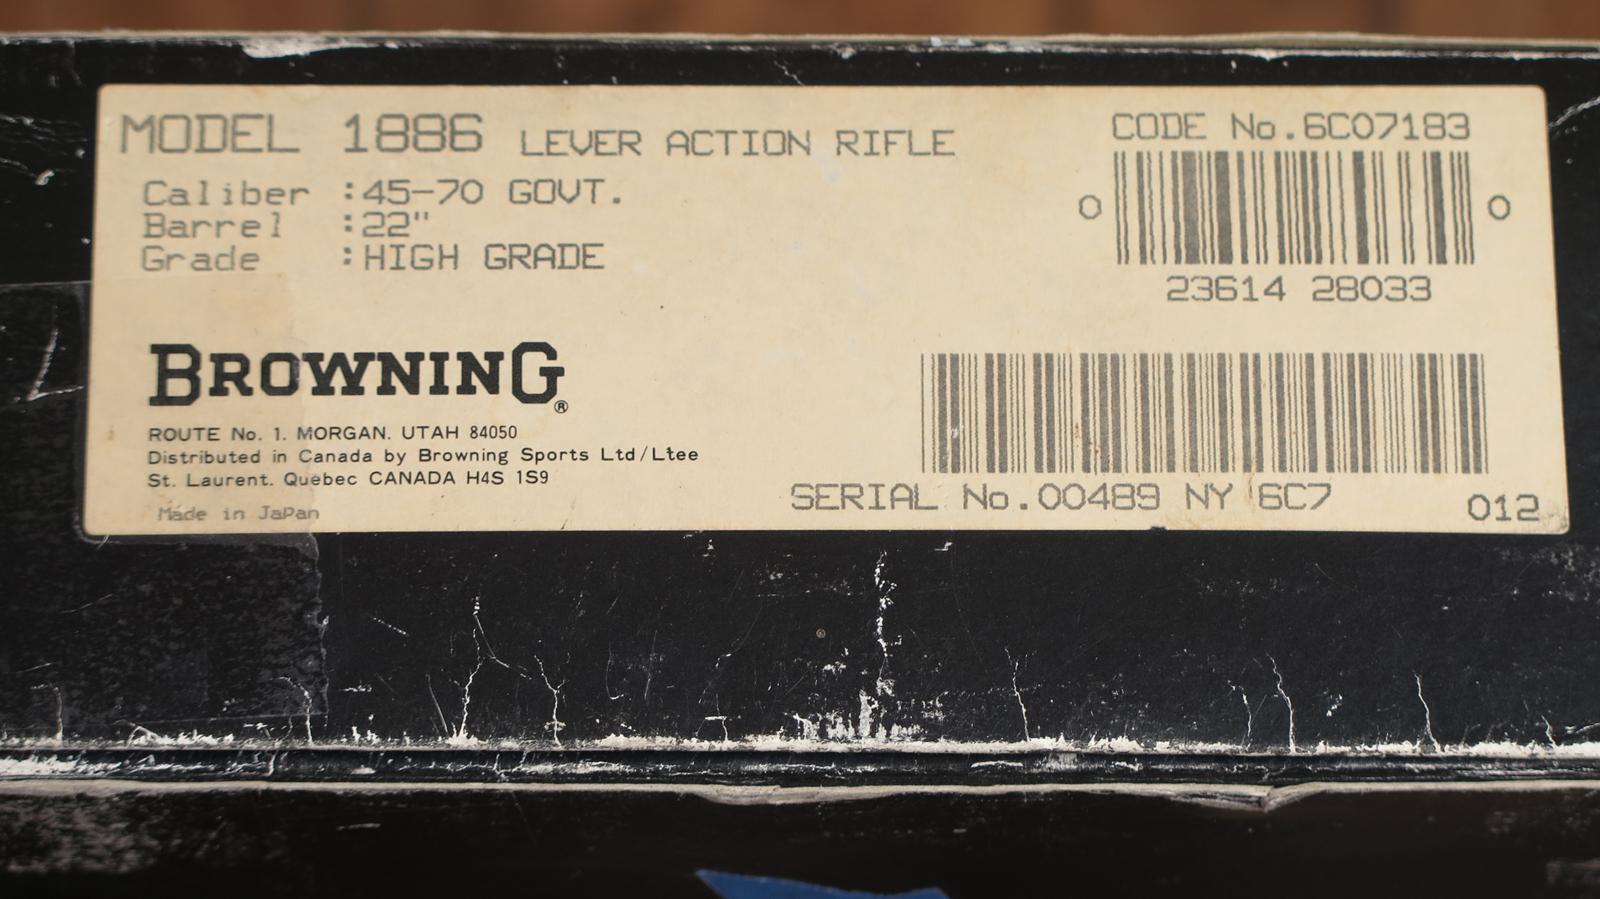 MODEL 1886 LEVER ACTION RIFLE
Caliber :45-70 GOVT.
Barrel :22"
Grade :HIGH GRADE
CODE No.6C07183
0 0
23614 28033
BROWNING®
ROUTE No. 1. MORGAN. UTAH 84050
Distributed in Canada by Browning Sports Ltd/Ltee
St. Laurent. Quebec CANADA H4S 1S9
Made in JaPan
SERIAL No.00489 NY 6C7
012